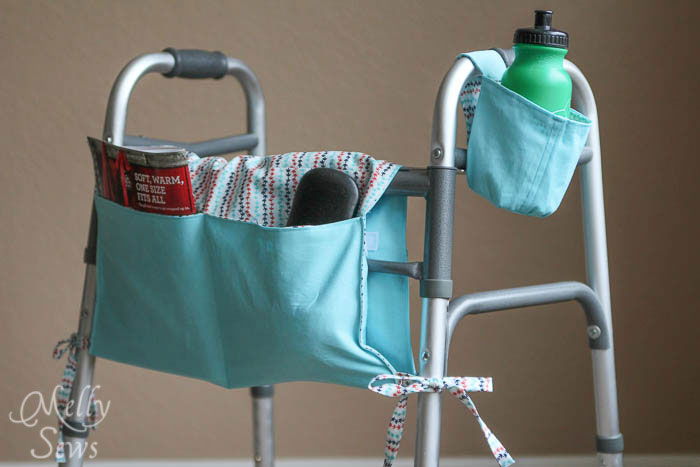 SOFT, WARM,
ONE SIZE
FITS ALL
Melly
Sews